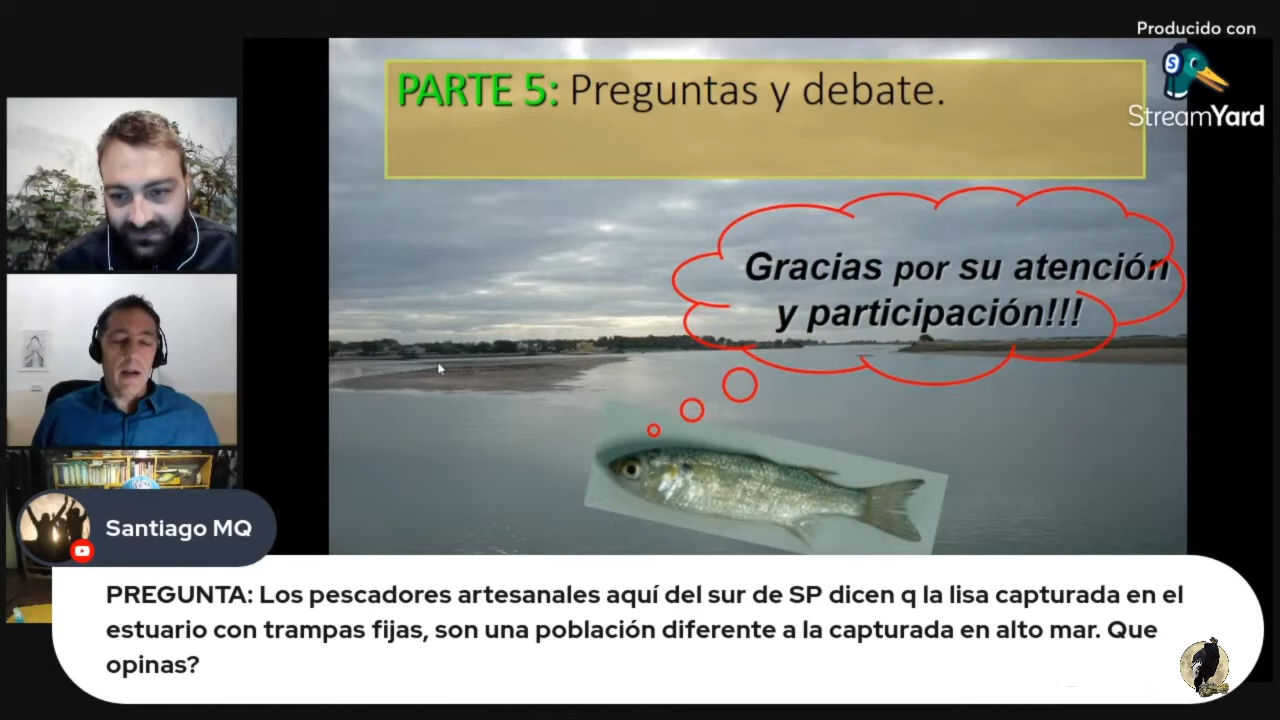 Producido con
StreamYard
PARTE 5: Preguntas y debate.
Gracias por su atención
y participación!!!
Santiago MQ
PREGUNTA: Los pescadores artesanales aquí del sur de SP dicen q la lisa capturada en el
estuario con trampas fijas, son una población diferente a la capturada en alto mar. Que
opinas?